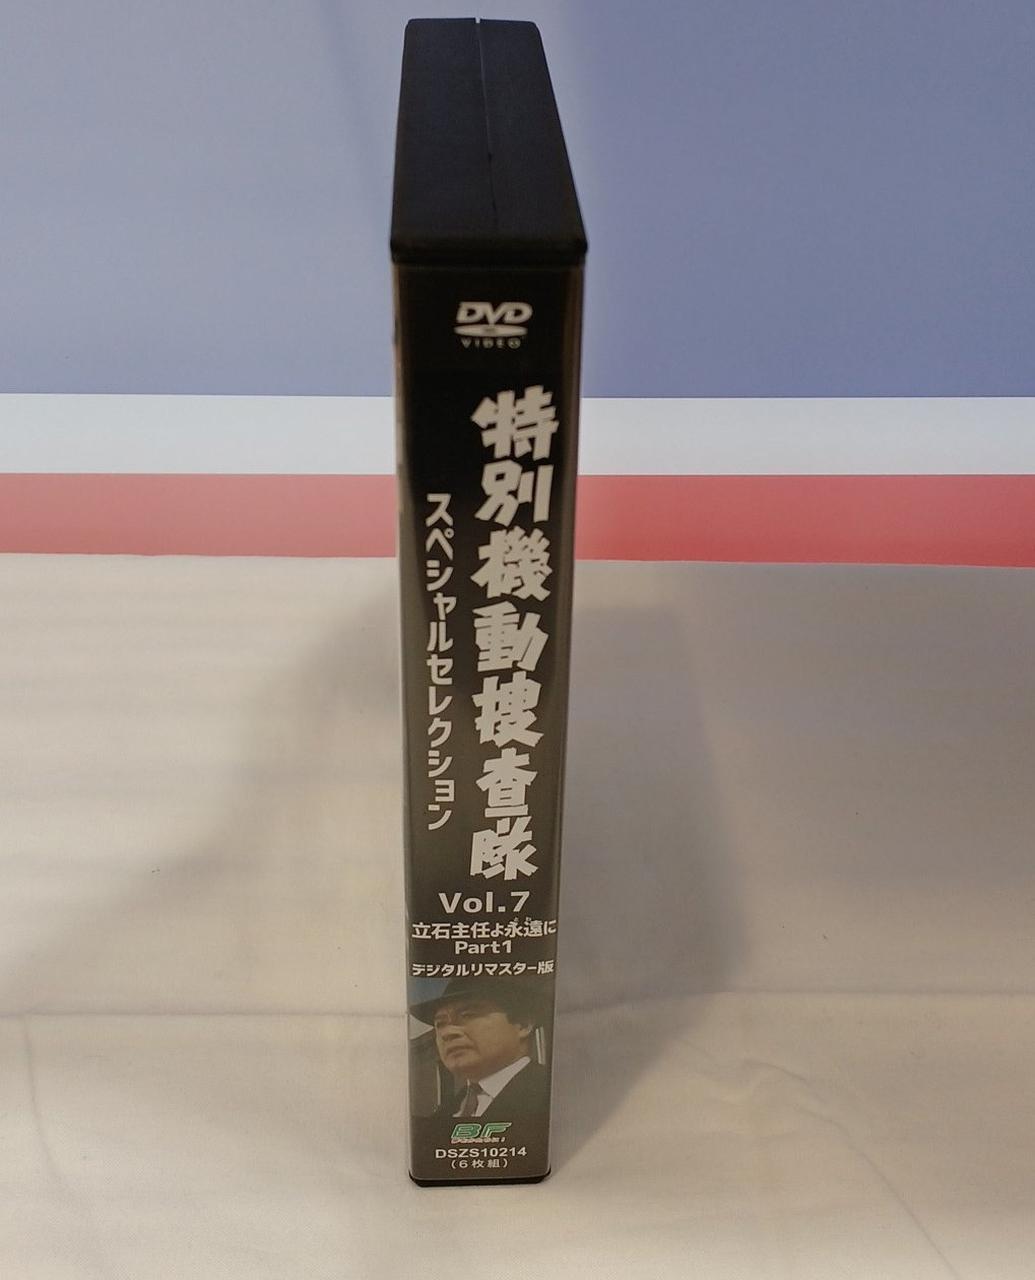 DVD
VIDEO
特別機動捜査隊
スペシャルセレクション
Vol.7
立石主任よ永遠に
Part1
デジタルリマスター版
BF
DSZS10214
(6枚組)